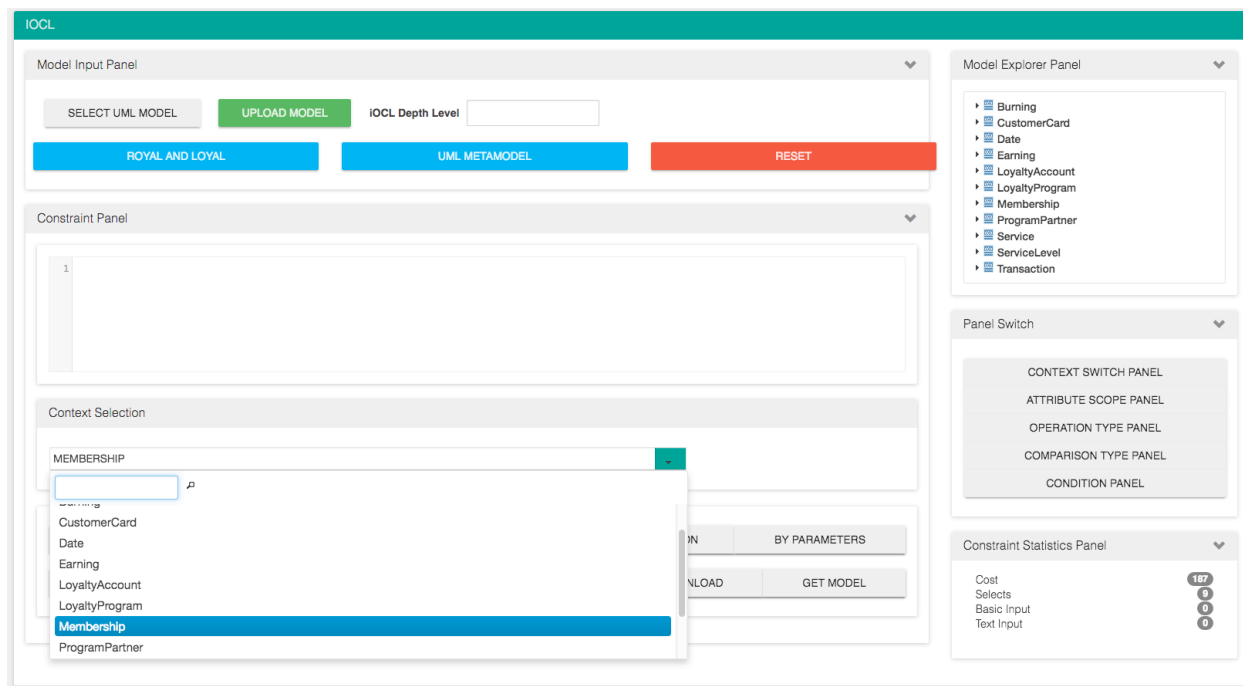 IOCL
Model Input Panel
SELECT UML MODEL
UPLOAD MODEL
iOCL Depth Level
ROYAL AND LOYAL
UML METAMODEL
RESET
Constraint Panel
1
Context Selection
MEMBERSHIP
Burning
CustomerCard
Date
Earning
LoyaltyAccount
LoyaltyProgram
Membership
ProgramPartner
BY PARAMETERS
GET MODEL
Model Explorer Panel
Burning
CustomerCard
Date
Earning
LoyaltyAccount
LoyaltyProgram
Membership
ProgramPartner
Service
ServiceLevel
Transaction
Panel Switch
CONTEXT SWITCH PANEL
ATTRIBUTE SCOPE PANEL
OPERATION TYPE PANEL
COMPARISON TYPE PANEL
CONDITION PANEL
Constraint Statistics Panel
Cost 187
Selects 9
Basic Input 0
Text Input 0